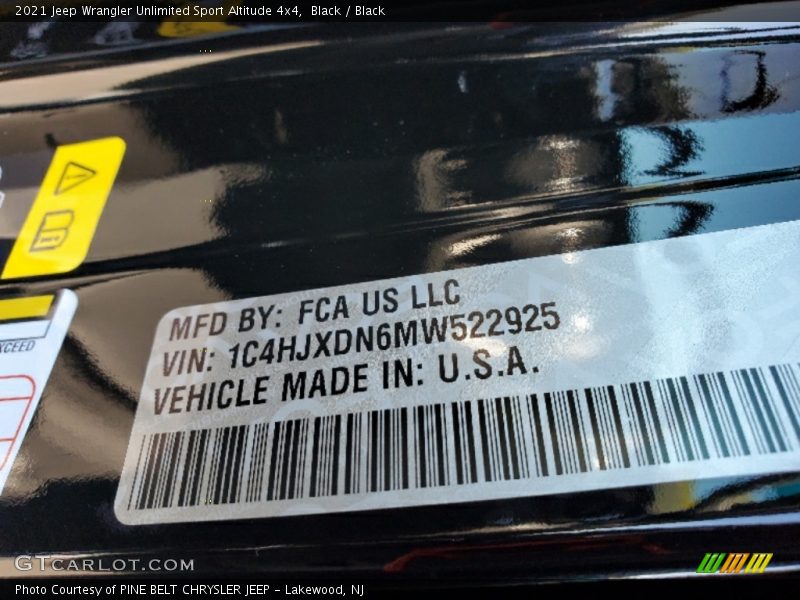 2021 Jeep Wrangler Unlimited Sport Altitude 4x4, Black / Black
XCEED
MFD BY: FCA US LLC
VIN: 1C4HJXDN6MW522925
VEHICLE MADE IN: U.S.A.
GTCARLOT.COM
Photo Courtesy of PINE BELT CHRYSLER JEEP - Lakewood, NJ